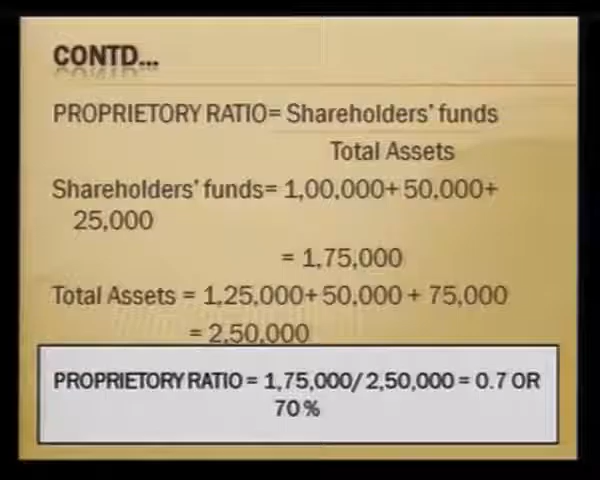 CONTD...
PROPRIETORY RATIO= Shareholders' funds
Total Assets
Shareholders' funds= 1,00,000+ 50,000+
25,000
= 1,75,000
Total Assets = 1,25,000+ 50,000 + 75,000
= 2,50,000
PROPRIETORY RATIO = 1,75,000/ 2,50,000 = 0.7 OR
70%